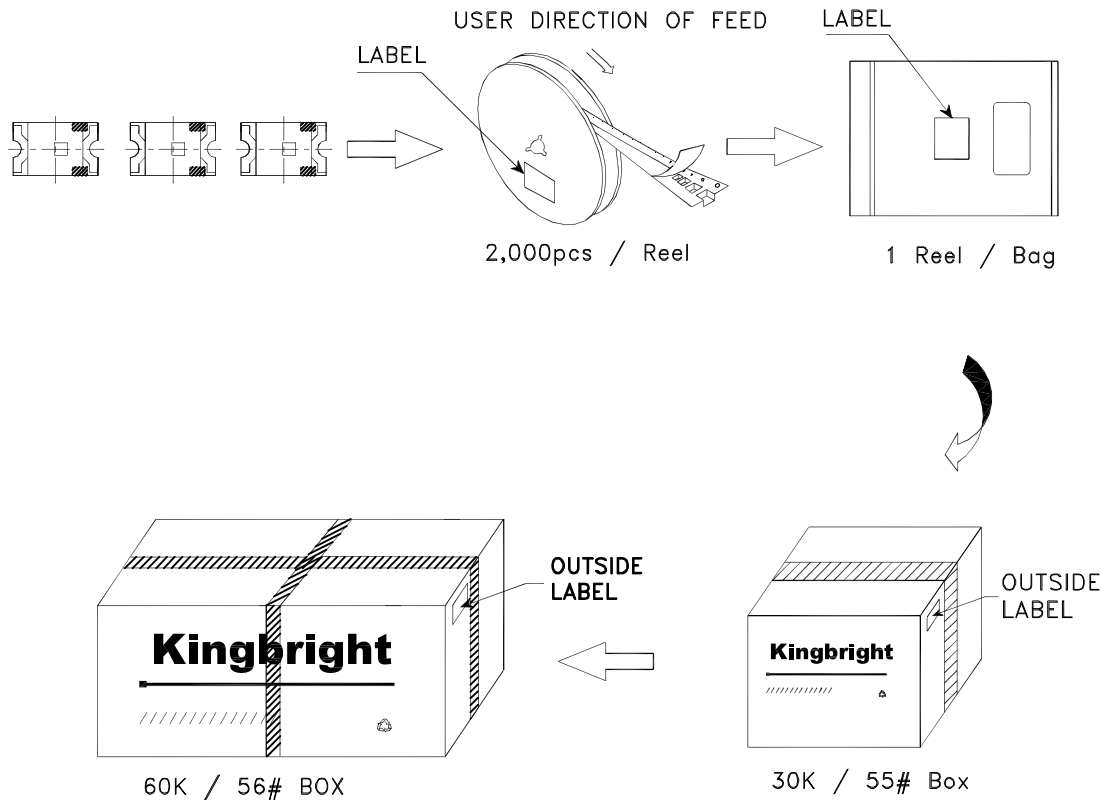 USER DIRECTION OF FEED
LABEL
LABEL
2,000pcs / Reel
1 Reel / Bag
OUTSIDE
LABEL
OUTSIDE
LABEL
Kingbright
Kingbright
60K / 56# BOX
30K / 55# Box